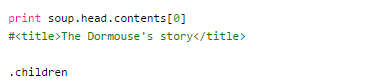 print soup.head.contents[0]
#<title>The Dormouse's story</title>
.children